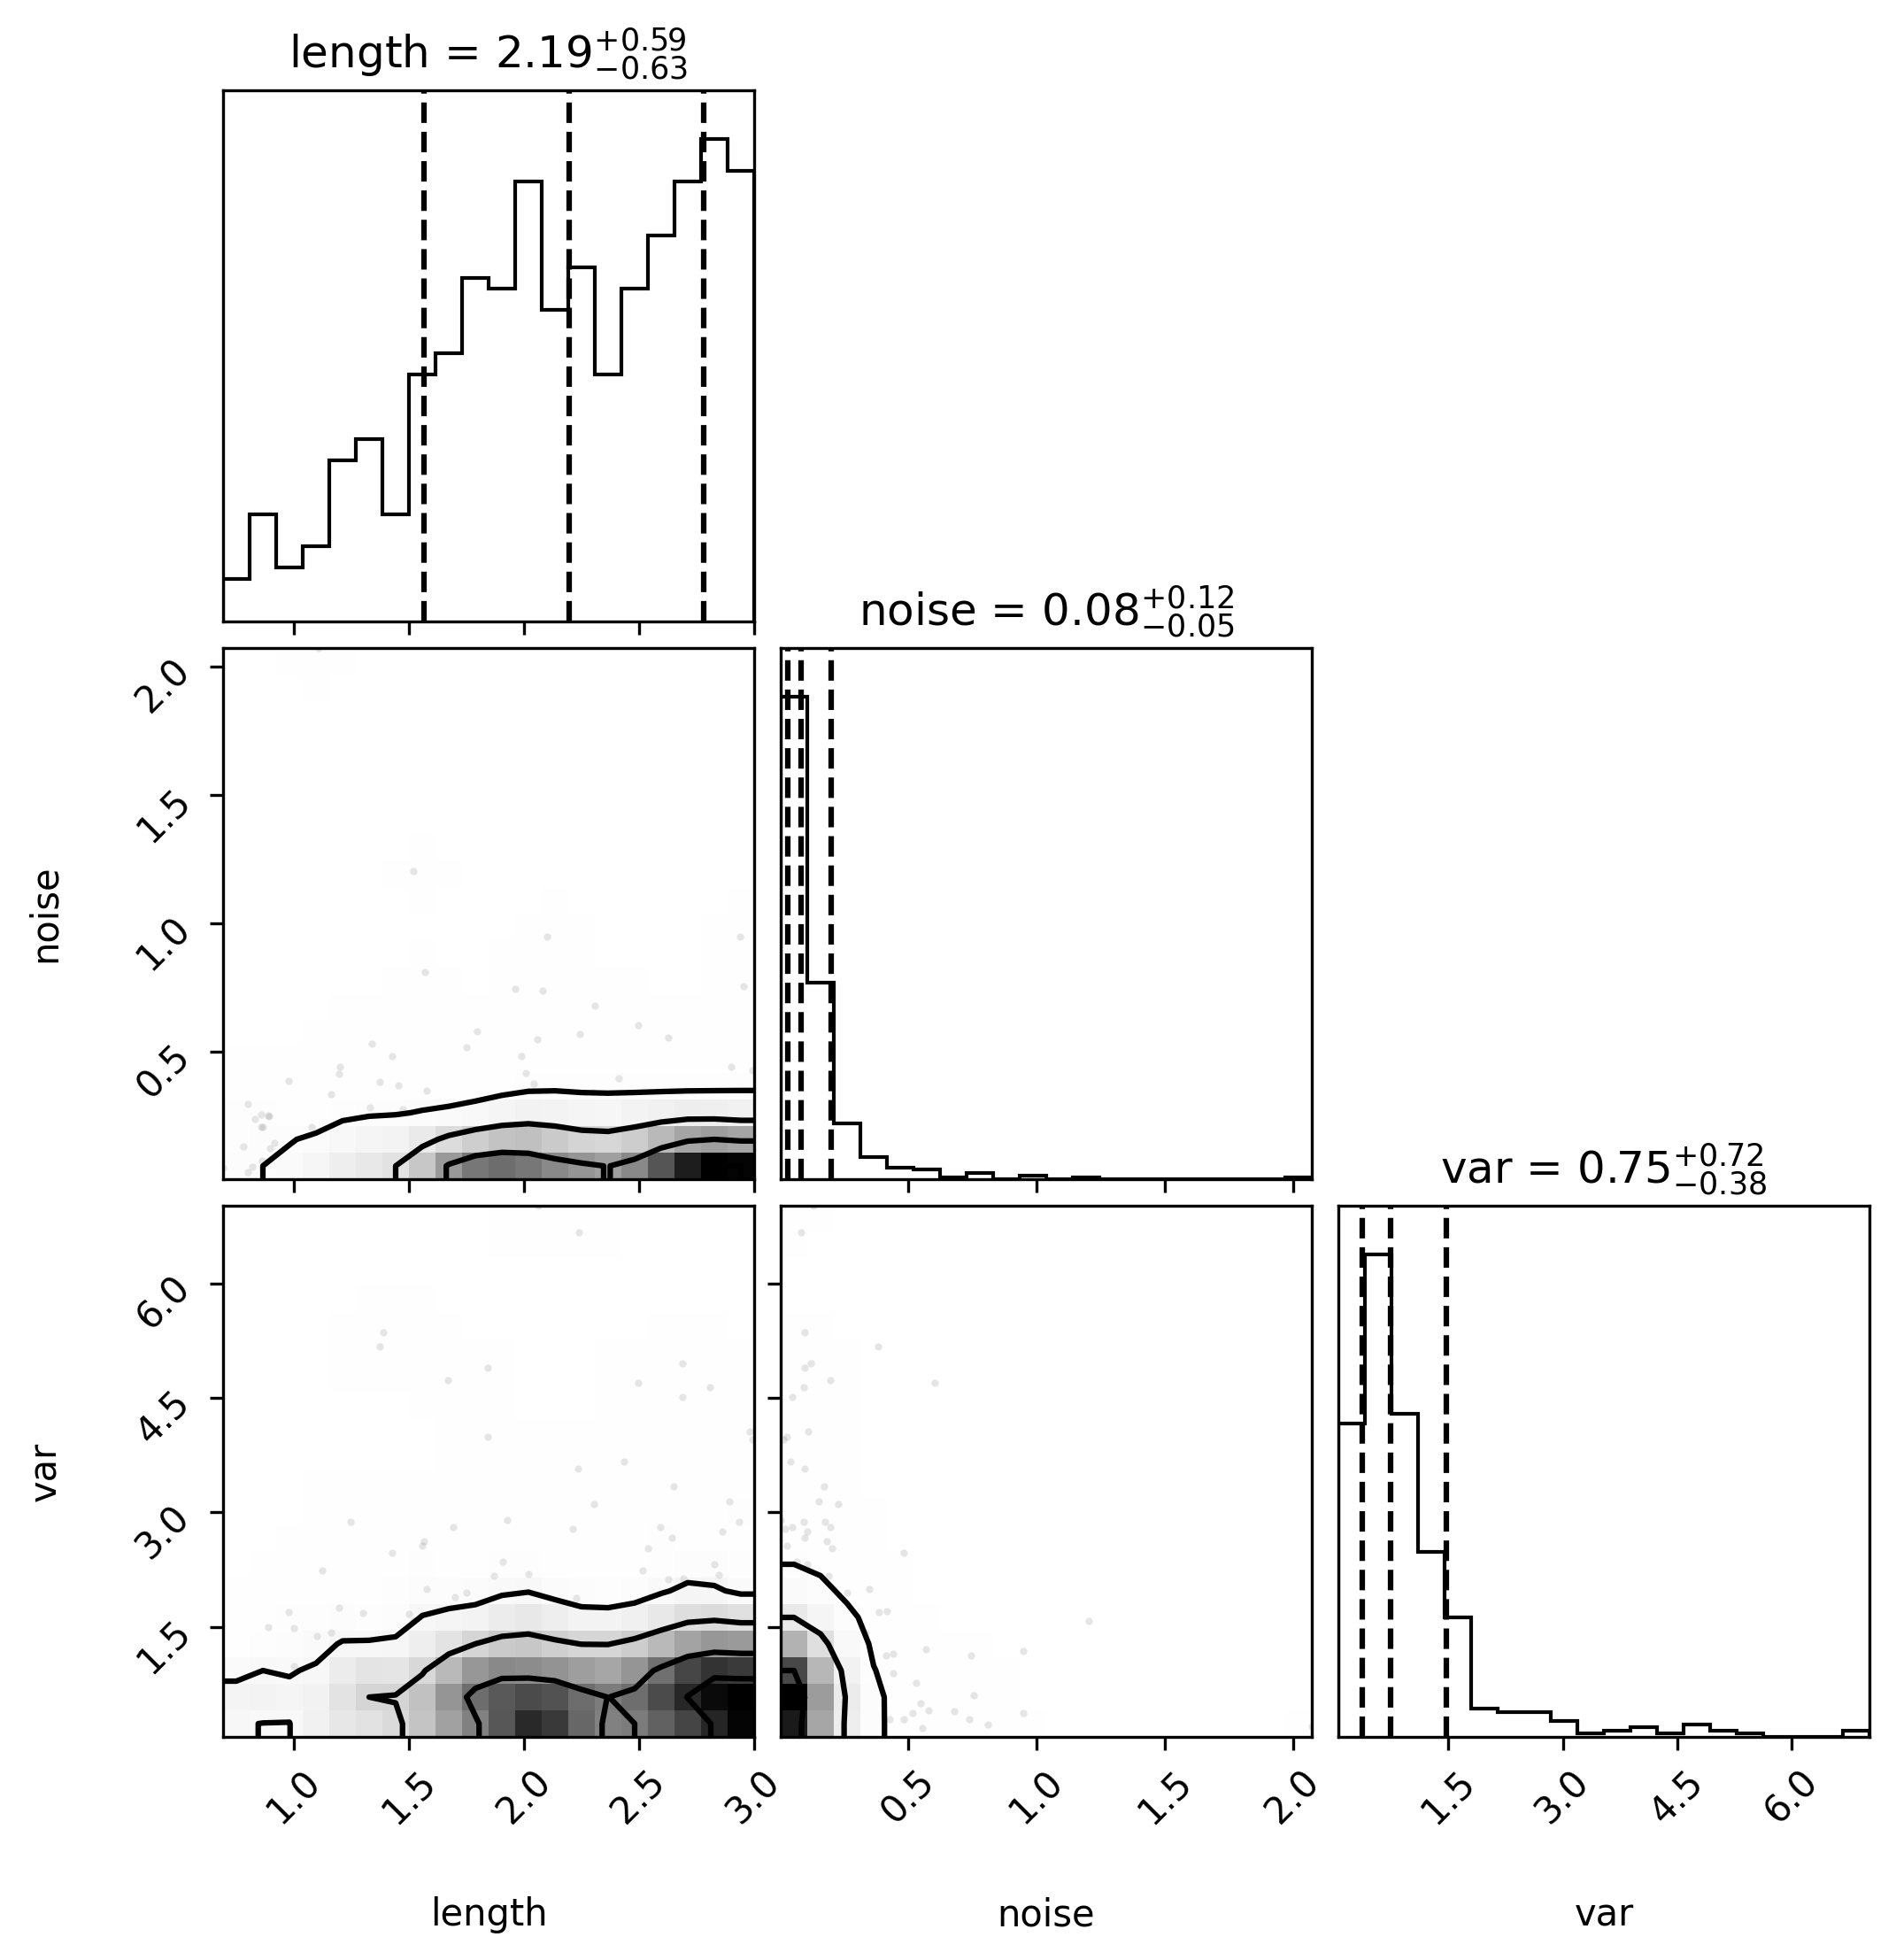 length = 2.19+0.59 −0.63
noise = 0.08+0.12 −0.05
2.0
1.5
1.0
0.5
noise
var = 0.75+0.72 −0.38
6.0
4.5
3.0
1.5
var
1.0 1.5 2.0 2.5 3.0 0.5 1.0 1.5 2.0 1.5 3.0 4.5 6.0
length noise var